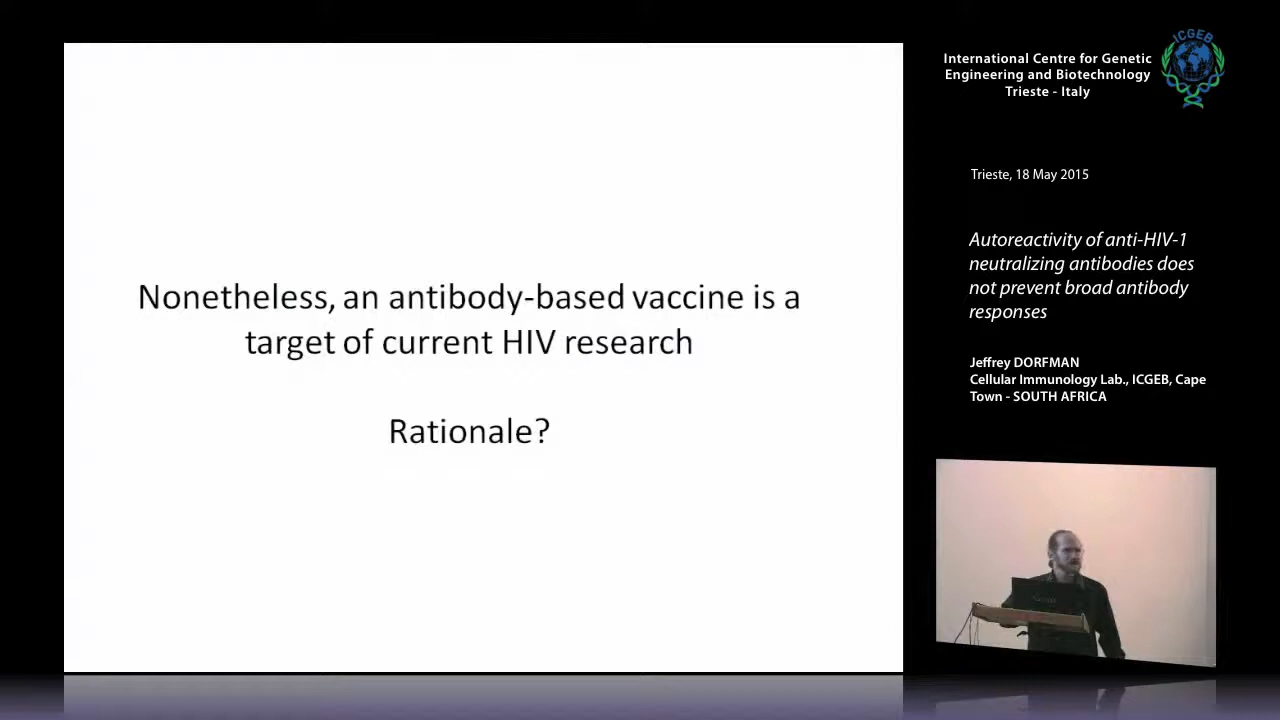 Nonetheless, an antibody-based vaccine is a
target of current HIV research
Rationale?
International Centre for Genetic
Engineering and Biotechnology
Trieste - Italy
ICGEB
Trieste, 18 May 2015
Autoreactivity of anti-HIV-1
neutralizing antibodies does
not prevent broad antibody
responses
Jeffrey DORFMAN
Cellular Immunology Lab., ICGEB, Cape
Town - SOUTH AFRICA